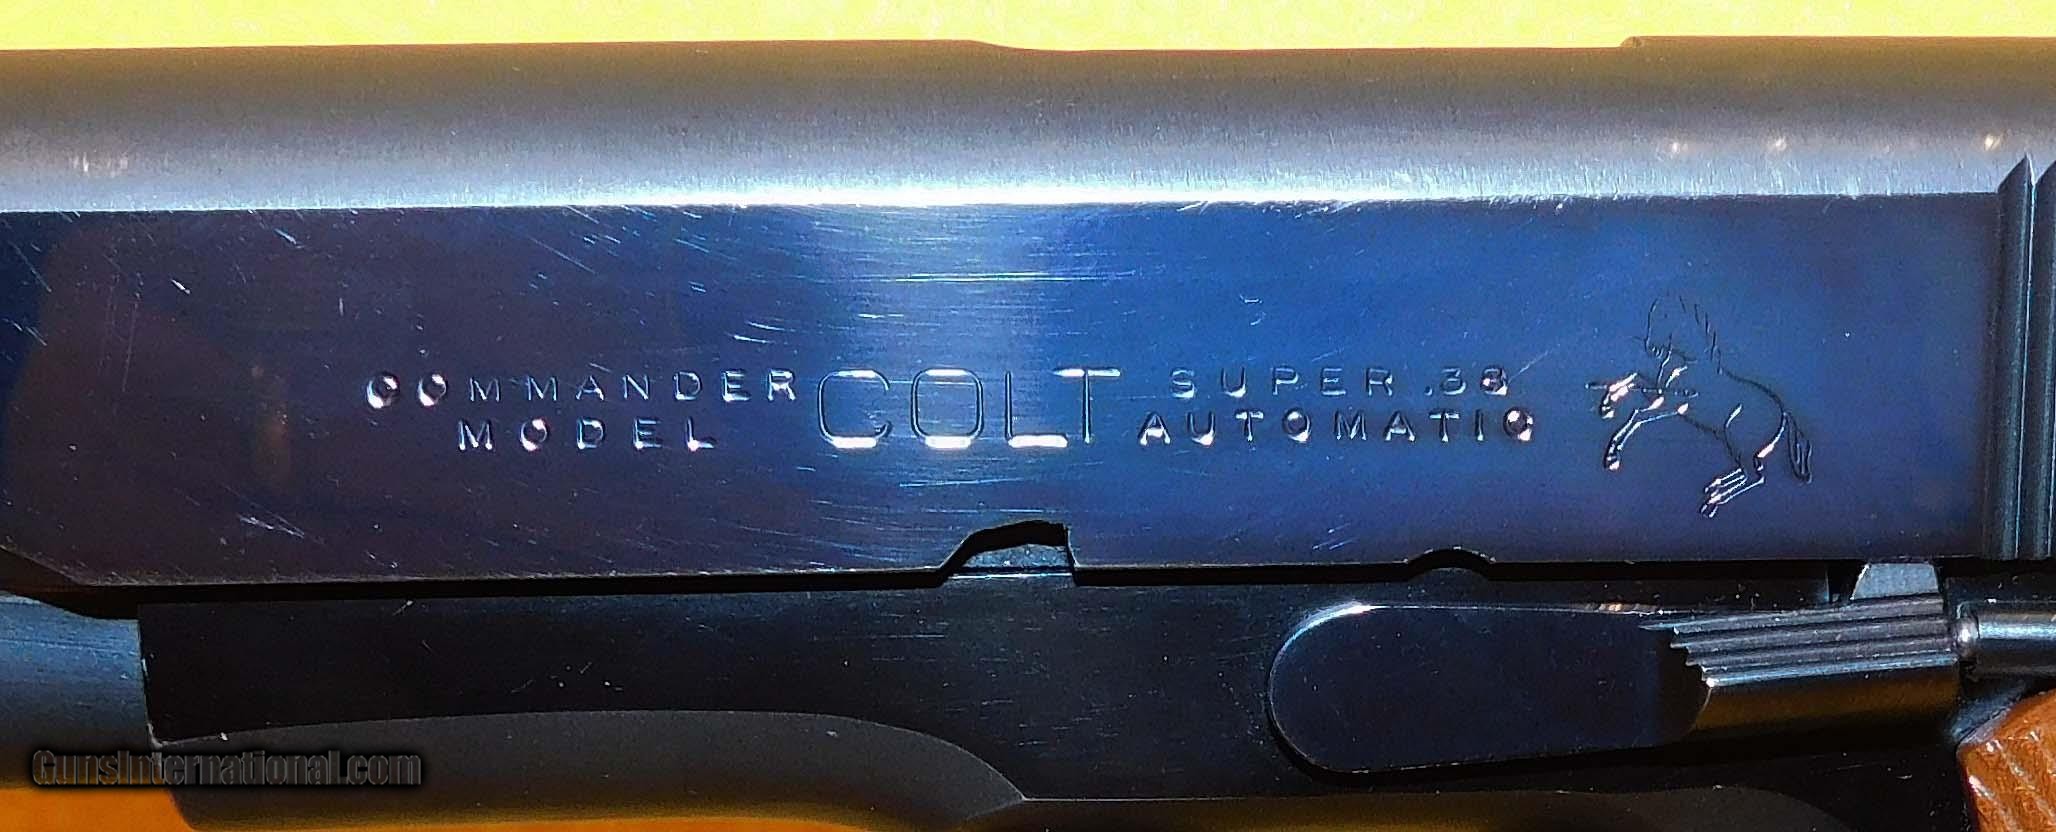 COMMANDER
MODEL
COLT
SUPER .38
AUTOMATIC
GunsInternational.com